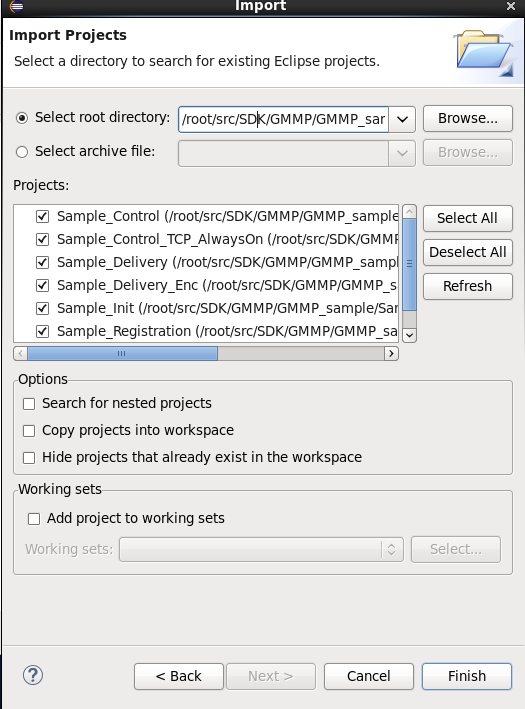 Import
Import Projects
Select a directory to search for existing Eclipse projects.
Select root directory: /root/src/SDK/GMMP/GMMP_sar Browse...
Select archive file: Browse...
Projects:
Sample_Control (/root/src/SDK/GMMP/GMMP_sample
Sample_Control_TCP_AlwaysOn (/root/src/SDK/GMMP
Sample_Delivery (/root/src/SDK/GMMP/GMMP_sampl
Sample_Delivery_Enc (/root/src/SDK/GMMP/GMMP_s
Sample_Init (/root/src/SDK/GMMP/GMMP_sample/Sar
Sample_Registration (/root/src/SDK/GMMP/GMMP_sa
Select All
Deselect All
Refresh
Options
Search for nested projects
Copy projects into workspace
Hide projects that already exist in the workspace
Working sets
Add project to working sets
Working sets: Select...
? < Back Next > Cancel Finish